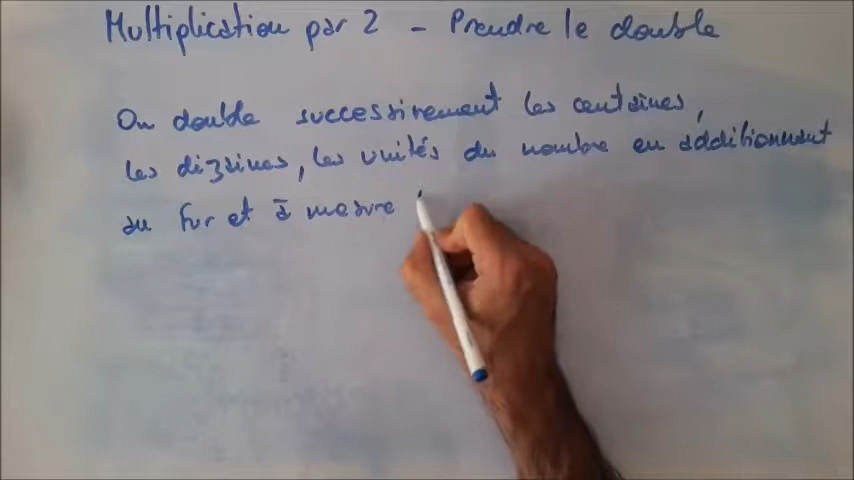 Multiplication par 2 - Prendre le double
On double successivement les centaines,
les dizaines, les unités du nombre en additionnant
au fur et à mesure